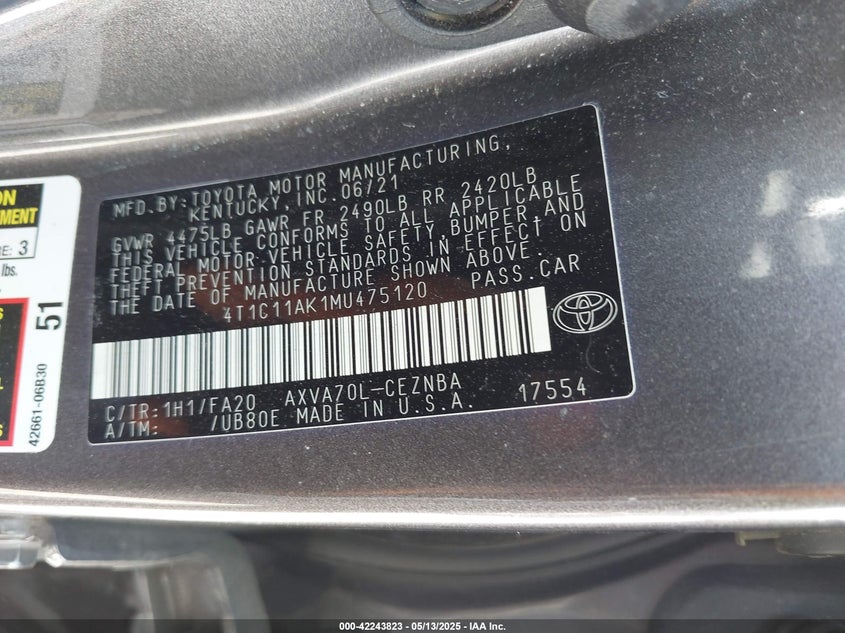 MFD.BY:TOYOTA MOTOR MANUFACTURING,
KENTUCKY, INC. 06/21
GVWR 4475LB GAWR FR 2490LB RR 2420LB
THIS VEHICLE CONFORMS TO ALL APPLICABLE
FEDERAL MOTOR VEHICLE SAFETY,BUMPER,AND
THEFT PREVENTION STANDARDS IN EFFECT ON
THE DATE OF MANUFACTURE SHOWN ABOVE.
4T1C11AK1MU475120 PASS.CAR
C/TR:1H1/FA20 AXVA70L-CEZNBA 17554
A/TM: /UB80E MADE IN U.S.A.
3
lbs.
51
42661-06B30
000-42243823 - 05/13/2025 - IAA Inc.